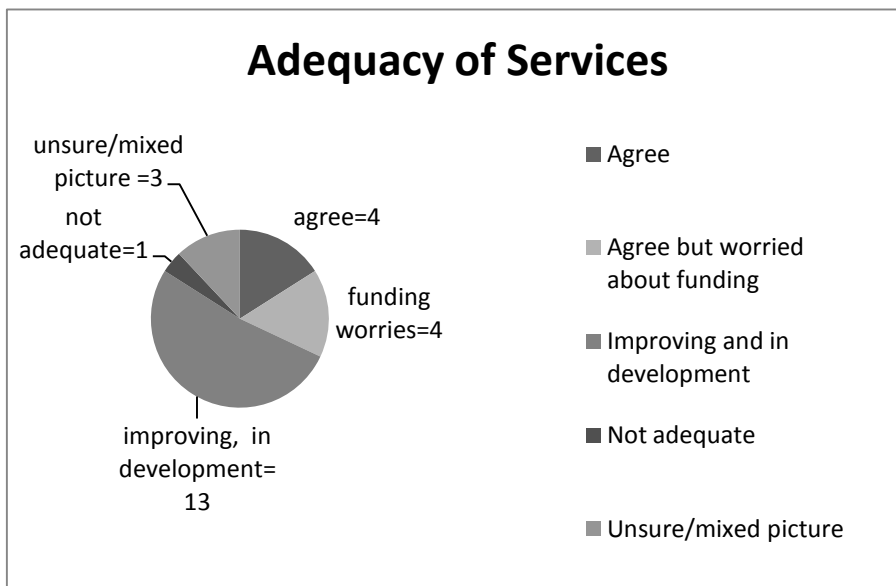 Adequacy of Services
unsure/mixed
picture =3
not
adequate=1
agree=4
funding
worries=4
improving, in
development=
13
Agree
Agree but worried
about funding
Improving and in
development
Not adequate
Unsure/mixed picture